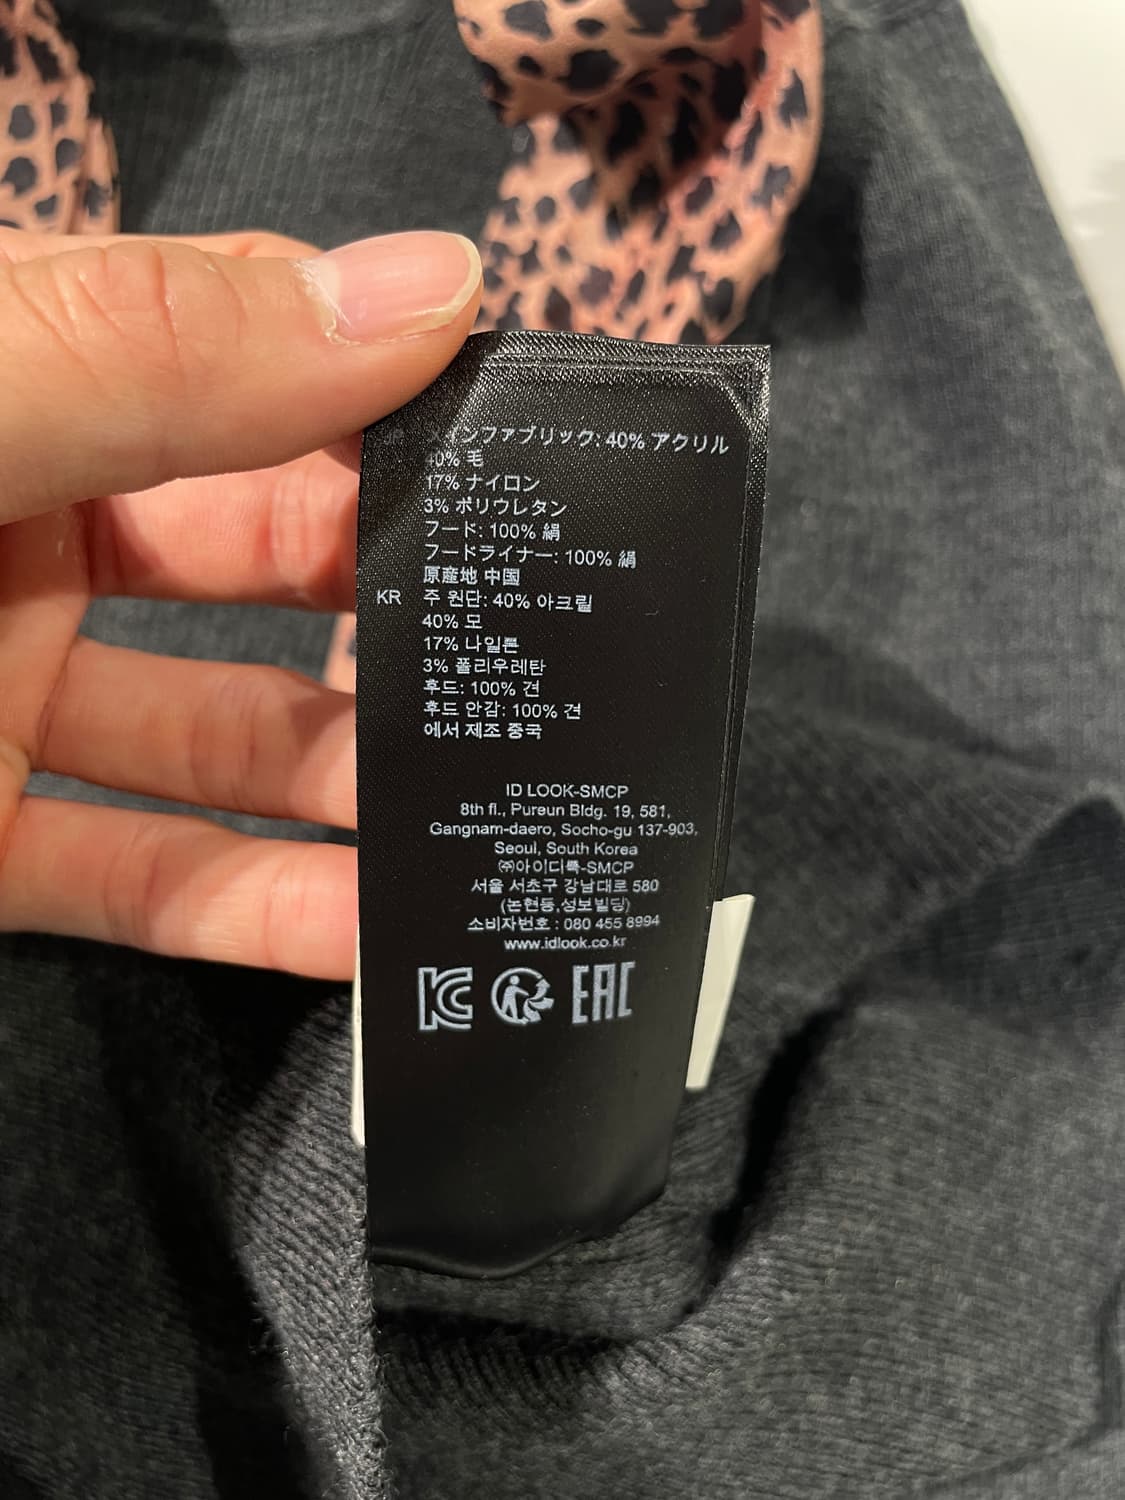 JP メインファブリック: 40% アクリル
40% 毛
17% ナイロン
3% ポリウレタン
フード: 100% 絹
フードライナー: 100% 絹
原産地 中国
KR 주 원단: 40% 아크릴
40% 모
17% 나일론
3% 폴리우레탄
후드: 100% 견
후드 안감: 100% 견
에서 제조 중국
ID LOOK-SMCP
8th fl., Pureun Bldg. 19, 581,
Gangnam-daero, Socho-gu 137-903,
Seoul, South Korea
㈜아이디룩-SMCP
서울 서초구 강남대로 580
(논현동,성보빌딩)
소비자번호 : 080 455 8994
www.idlook.co.kr
KC EAC